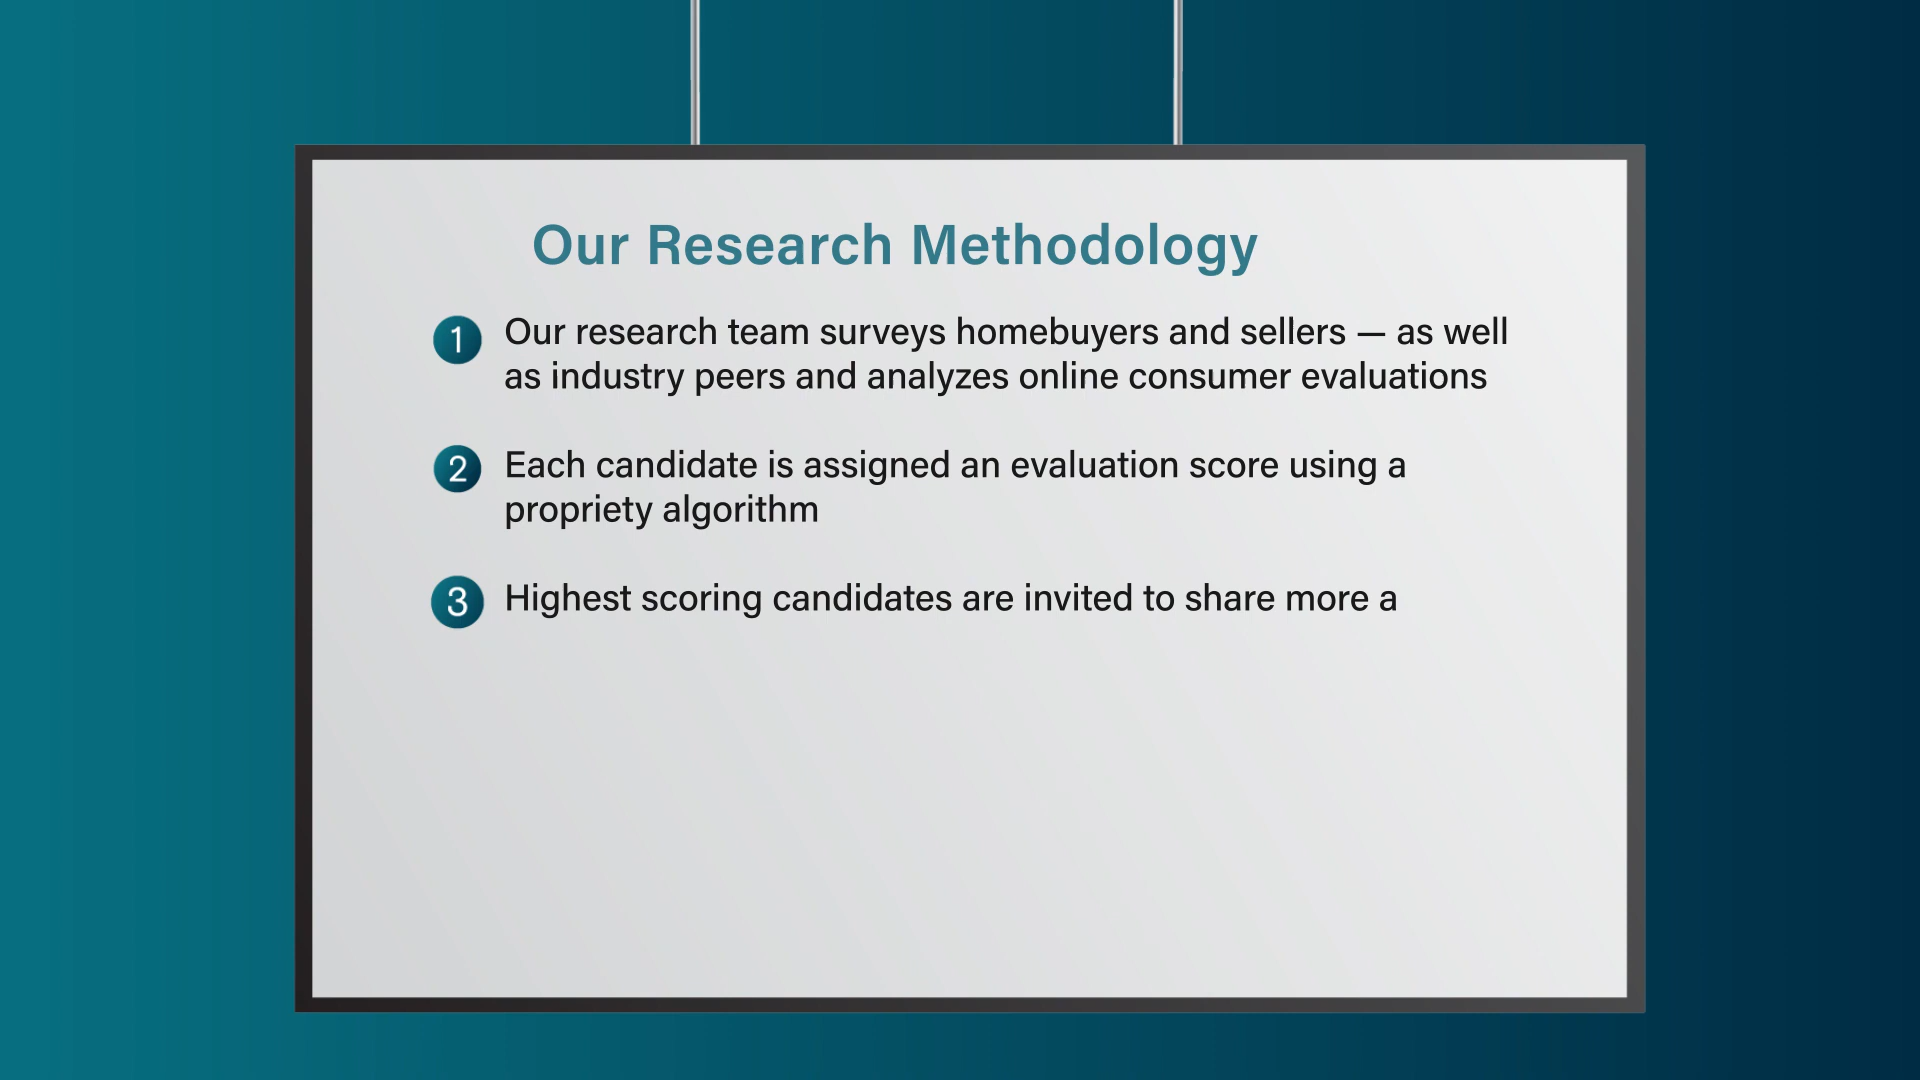 Our Research Methodology
1 Our research team surveys homebuyers and sellers — as well
as industry peers and analyzes online consumer evaluations
2 Each candidate is assigned an evaluation score using a
propriety algorithm
3 Highest scoring candidates are invited to share more a